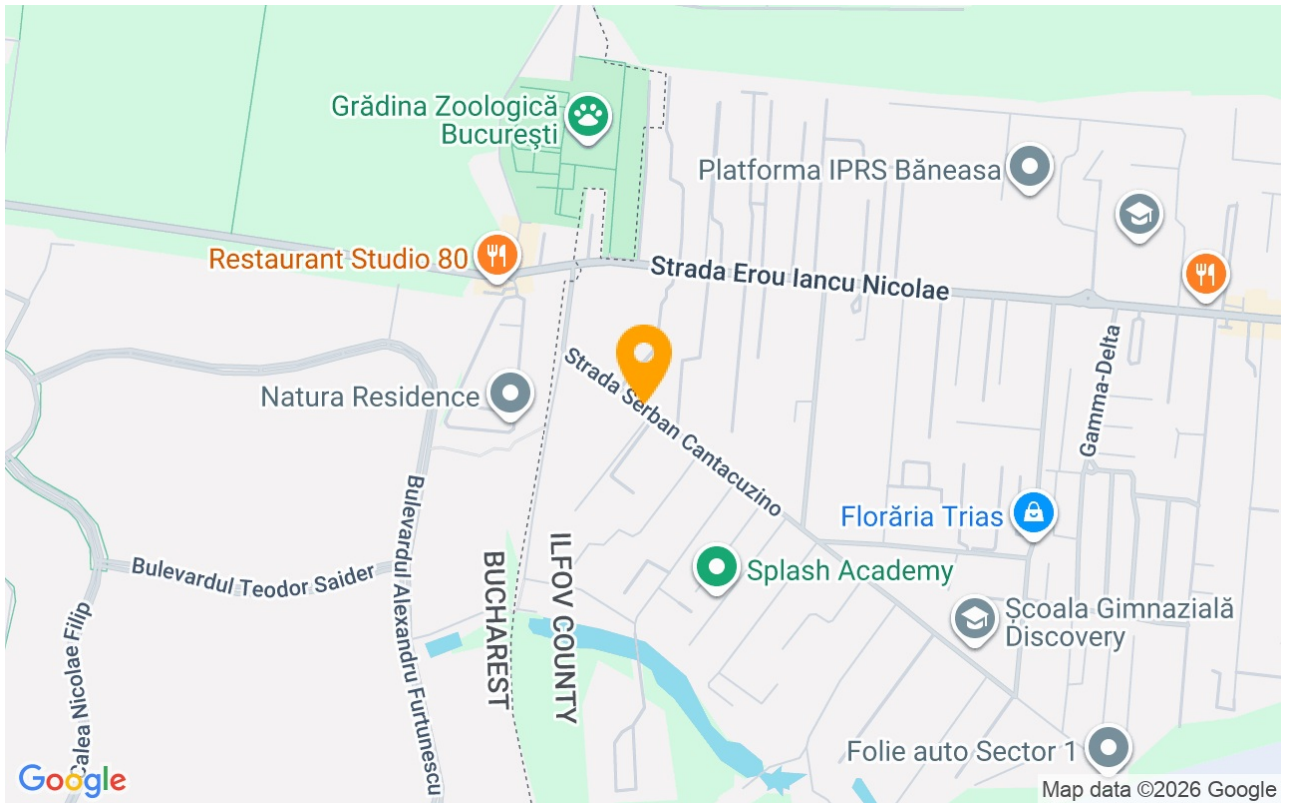 Grădina Zoologică
București
Platforma IPRS Băneasa
Restaurant Studio 80
Strada Erou Iancu Nicolae
Strada Șerban Cantacuzino
Natura Residence
Gamma-Delta
Florăria Trias
Bulevardul Teodor Saider
Bulevardul Alexandru Furtunescu
BUCHAREST
ILFOV COUNTY
Splash Academy
Calea Nicolae Filip
Școala Gimnazială
Discovery
Folie auto Sector 1
Google
Map data ©2026 Google